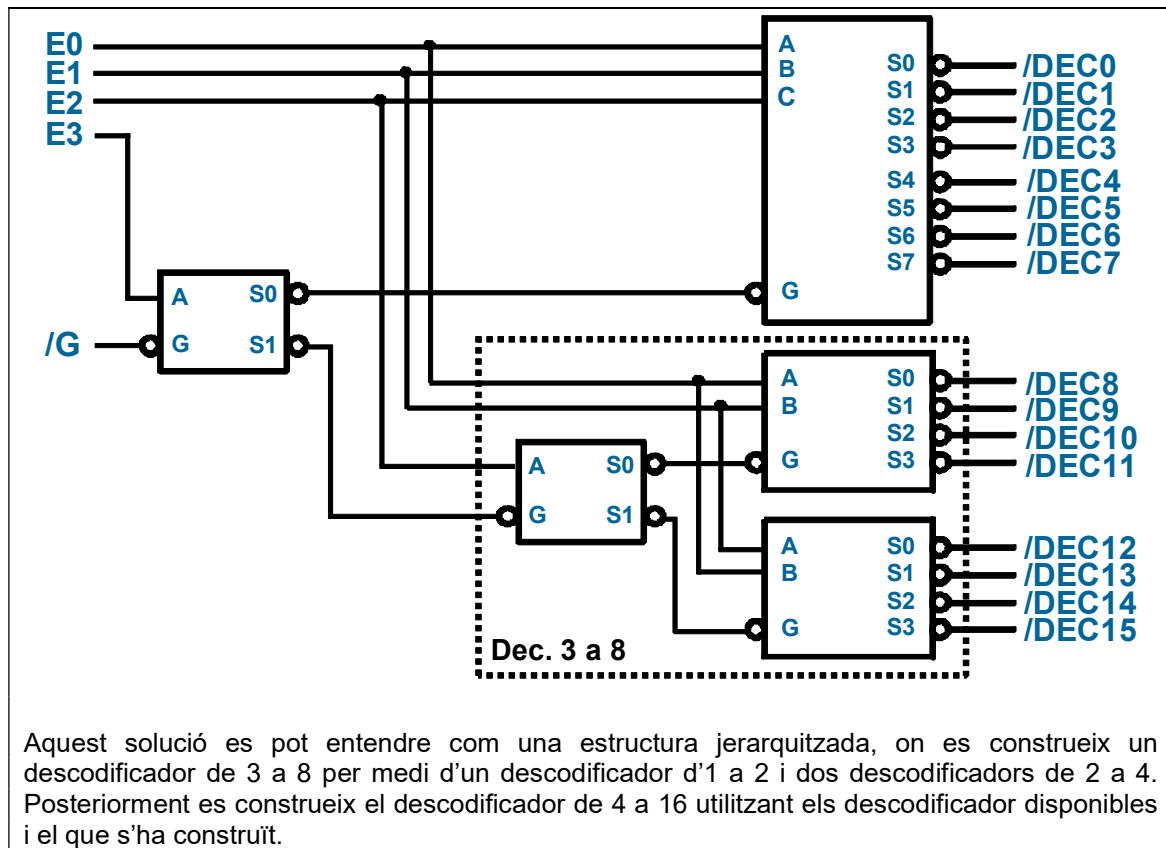 E0
E1
E2
E3
/G
A
G
S0
S1
A
B
C
G
S0
S1
S2
S3
S4
S5
S6
S7
/DEC0
/DEC1
/DEC2
/DEC3
/DEC4
/DEC5
/DEC6
/DEC7
A
G
S0
S1
A
B
G
S0
S1
S2
S3
/DEC8
/DEC9
/DEC10
/DEC11
A
B
G
S0
S1
S2
S3
/DEC12
/DEC13
/DEC14
/DEC15
Dec. 3 a 8
Aquest solució es pot entendre com una estructura jerarquitzada, on es construeix un
descodificador de 3 a 8 per medi d'un descodificador d'1 a 2 i dos descodificadors de 2 a 4.
Posteriorment es construeix el descodificador de 4 a 16 utilitzant els descodificador disponibles
i el que s'ha construït.